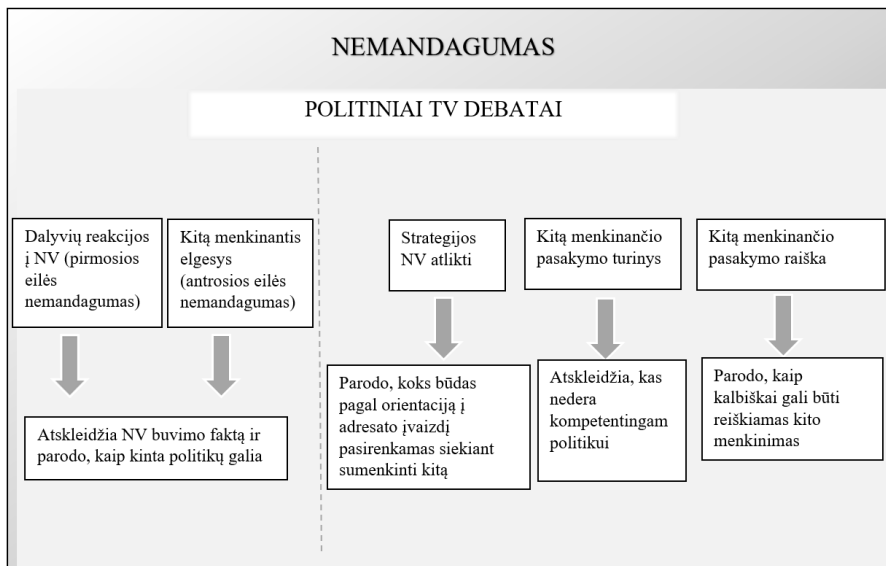 NEMANDAGUMAS
POLITINIAI TV DEBATAI
Dalyvių reakcijos
į NV (pirmosios
eilės
nemandagumas)
Kitą menkinantis
elgesys
(antrosios eilės
nemandagumas)
Strategijos
NV atlikti
Kitą menkinančio
pasakymo turinys
Kitą menkinančio
pasakymo raiška
Atskleidžia NV buvimo faktą ir
parodo, kaip kinta politikų galia
Parodo, koks būdas
pagal orientaciją į
adresato įvaizdį
pasirenkamas siekiant
sumenkinti kitą
Atskleidžia, kas
nedera
kompetentingam
politikui
Parodo, kaip
kalbiškai gali būti
reiškiamas kito
menkinimas